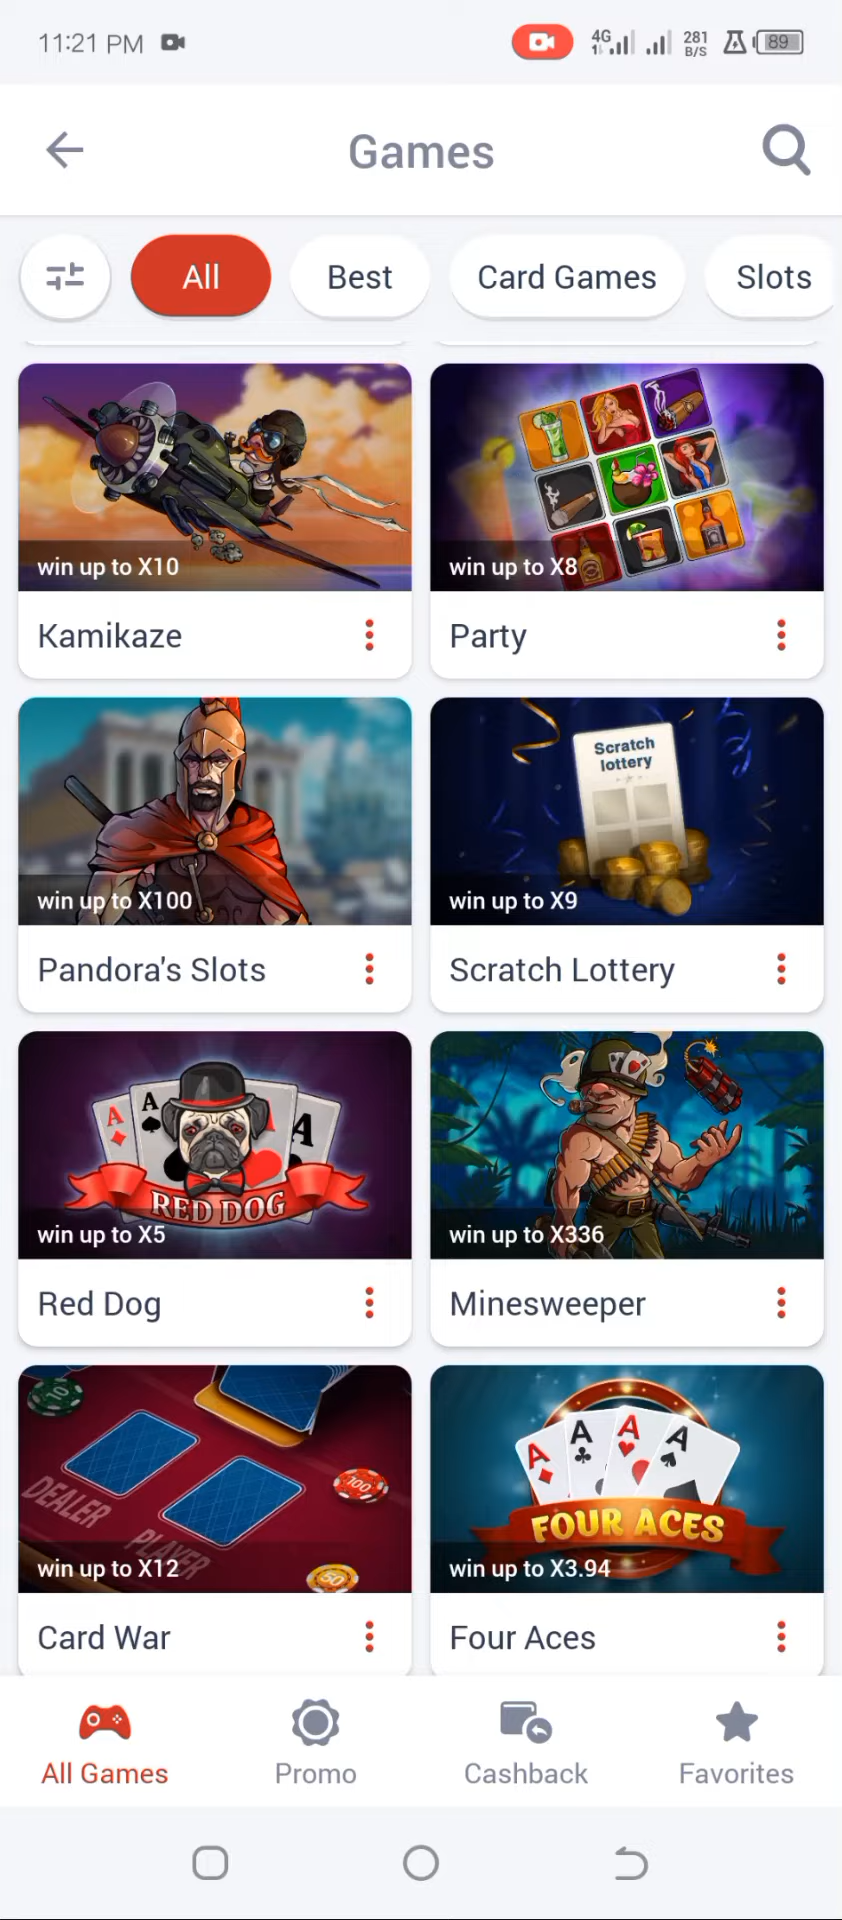 11:21 PM
4G
281
B/S
89
Games
All
Best
Card Games
Slots
win up to X10
Kamikaze
win up to X8
Party
win up to X100
Pandora's Slots
Scratch
lottery
win up to X9
Scratch Lottery
A
A
A
RED DOG
win up to X5
Red Dog
win up to X336
Minesweeper
10
100
DEALER
PLAYER
50
win up to X12
Card War
A
A
A
A
FOUR ACES
win up to X3.94
Four Aces
All Games
Promo
Cashback
Favorites